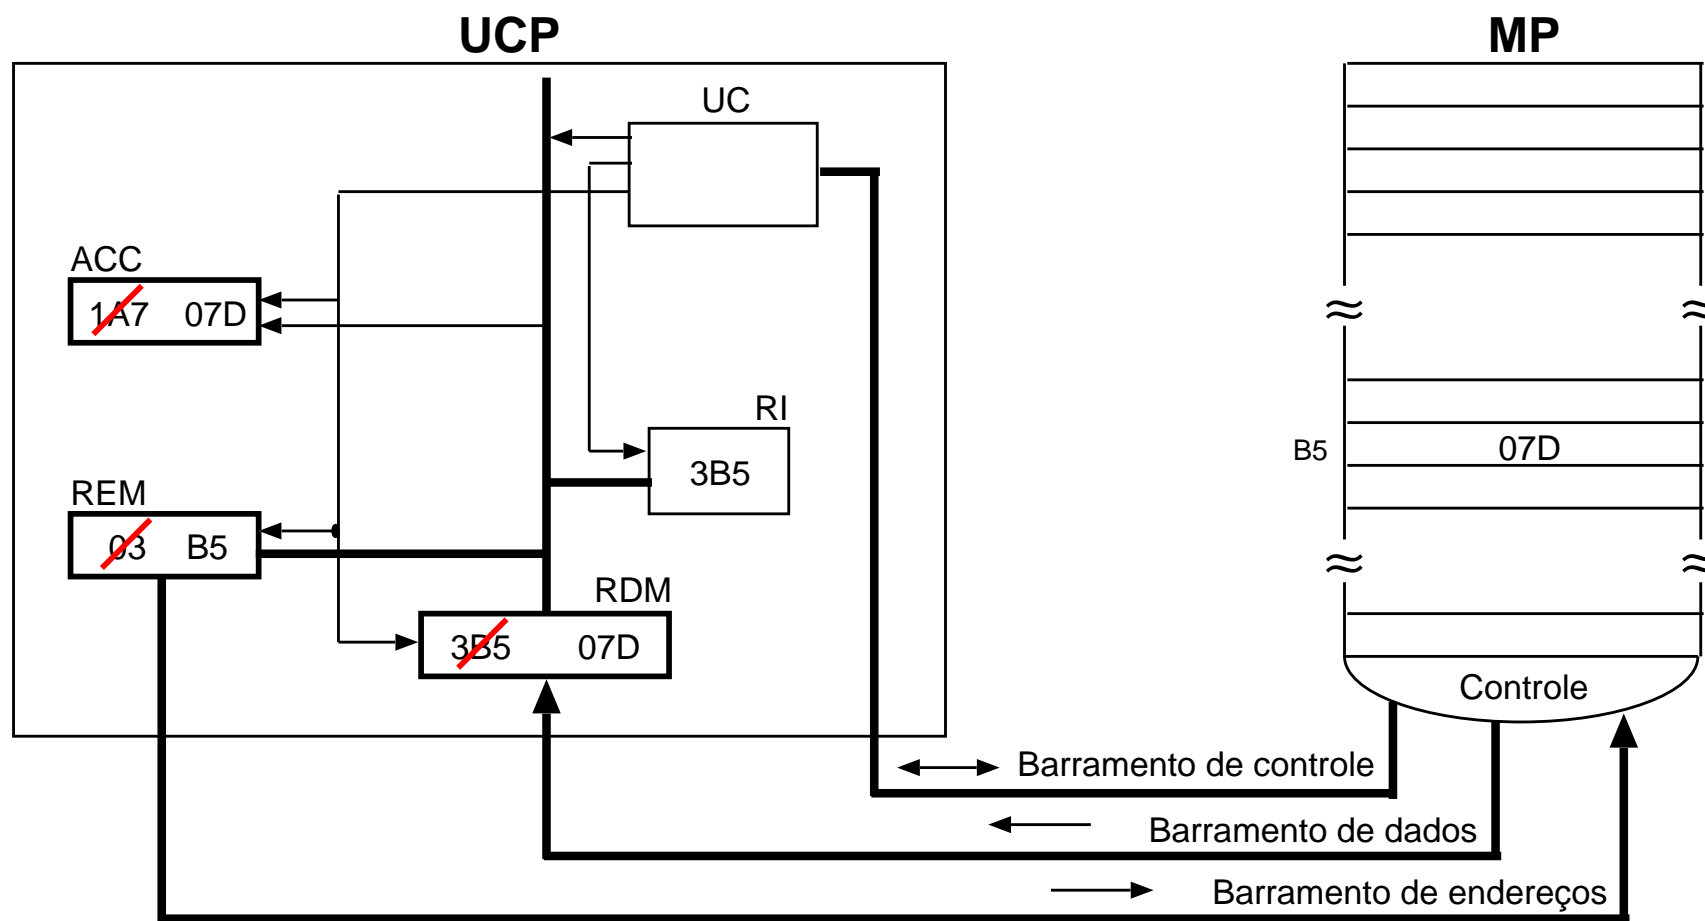 UCP
MP
UC
ACC
1A7 07D
RI
3B5
B5 07D
REM
03 B5
RDM
3B5 07D
Controle
Barramento de controle
Barramento de dados
Barramento de endereços